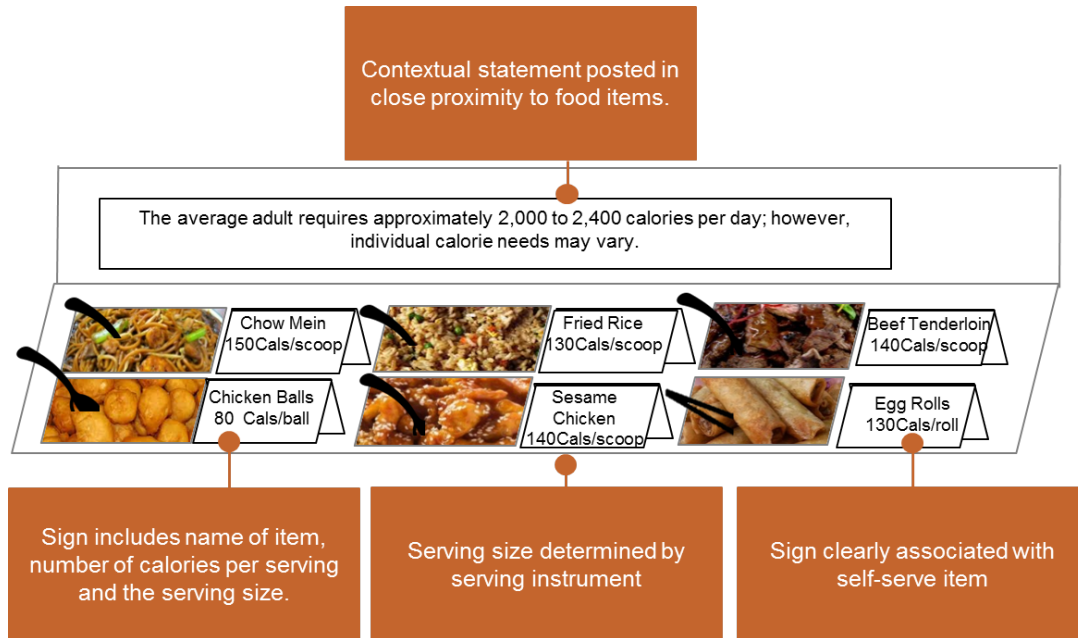 Contextual statement posted in
close proximity to food items.
The average adult requires approximately 2,000 to 2,400 calories per day; however,
individual calorie needs may vary.
Chow Mein
150Cals/scoop
Fried Rice
130Cals/scoop
Beef Tenderloin
140Cals/scoop
Chicken Balls
80 Cals/ball
Sesame
Chicken
140Cals/scoop
Egg Rolls
130Cals/roll
Sign includes name of item,
number of calories per serving
and the serving size.
Serving size determined by
serving instrument
Sign clearly associated with
self-serve item